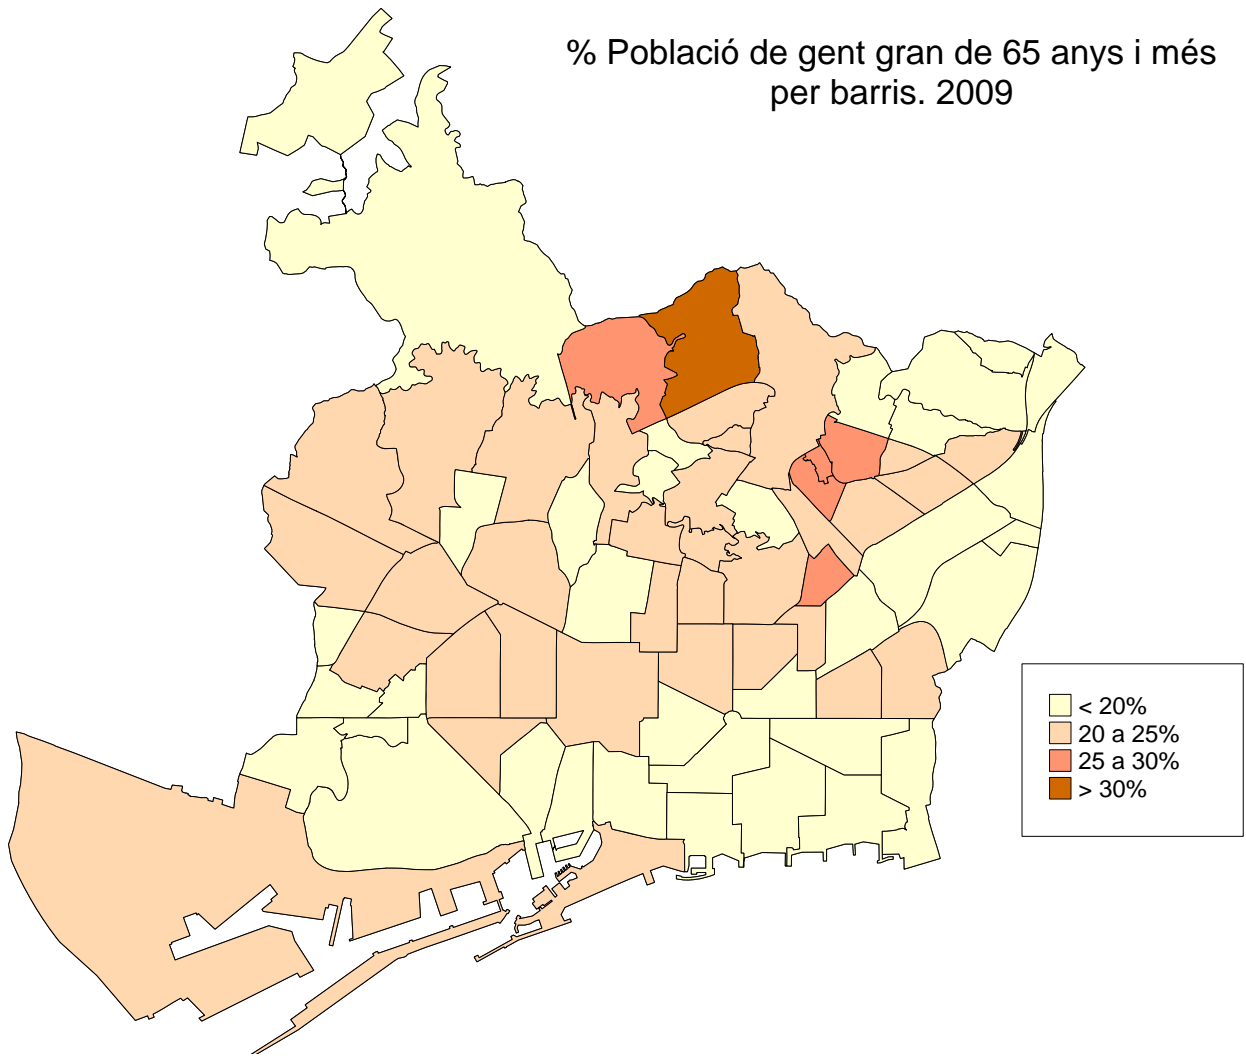 % Població de gent gran de 65 anys i més
per barris. 2009
< 20%
20 a 25%
25 a 30%
> 30%